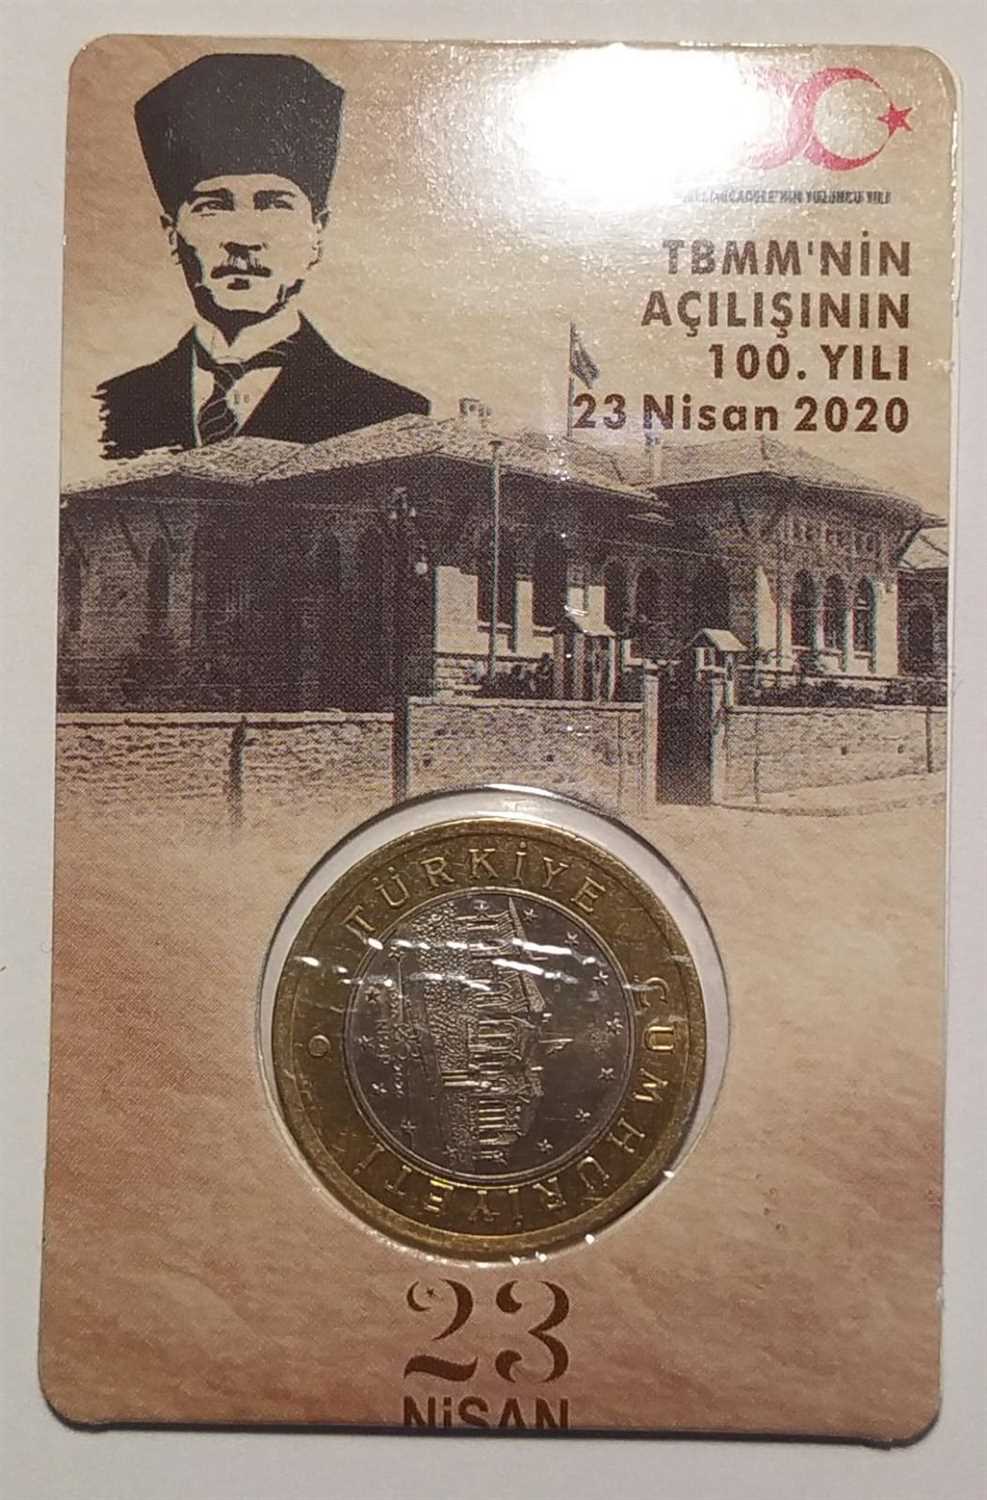 TBMM'NİN
AÇILIŞININ
100. YILI
23 Nisan 2020
TÜRKİYE CUMHURİYETİ
23
NİSAN